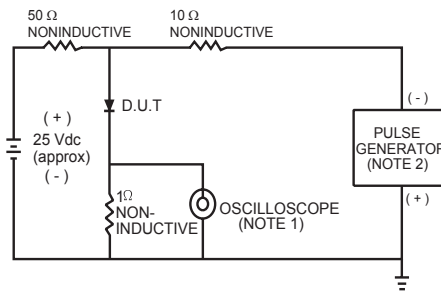 50 Ω
NONINDUCTIVE
10 Ω
NONINDUCTIVE
D.U.T
( + )
25 Vdc
(approx)
( - )
( - )
PULSE
GENERATOR
(NOTE 2)
( + )
1Ω
NON-
INDUCTIVE
OSCILLOSCOPE
(NOTE 1)